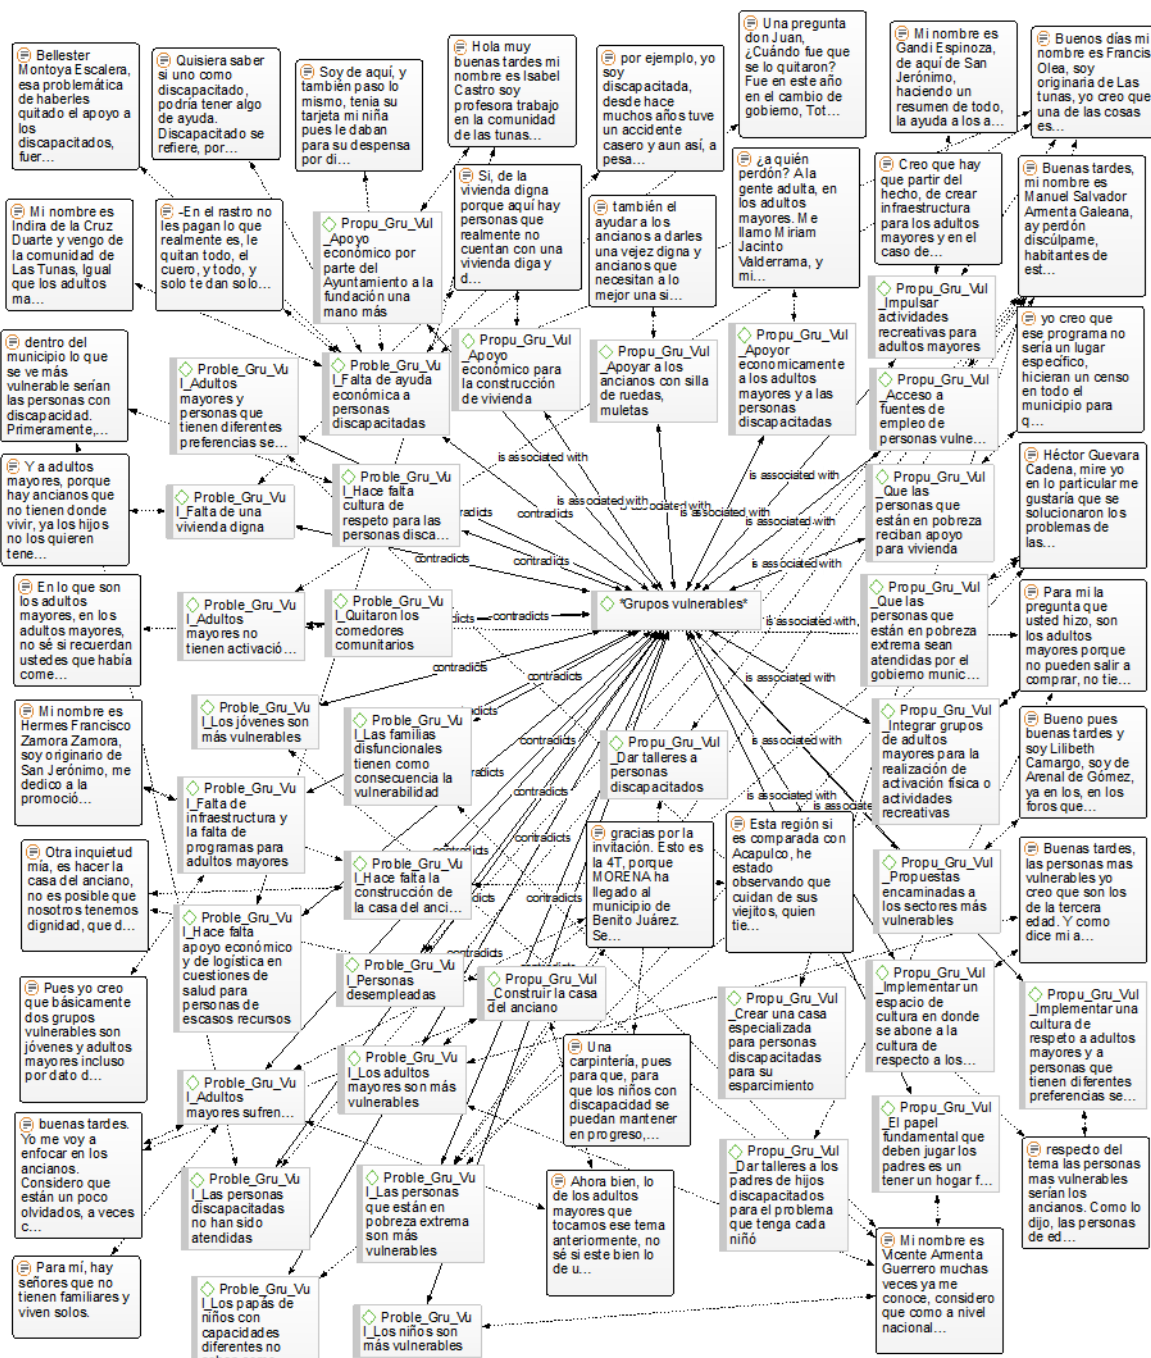 Bellester
Montoya Escalera,
esa problemática
de haberles
quitado el apoyo a
los
discapacitados,
fuer...
Quisiera saber
si uno como
discapacitado,
podría tener algo
de ayuda.
Discapacitado se
refiere, por...
Soy de aquí, y
también paso lo
mismo, tenia su
tarjeta mi niña
pues le daban
para su despensa
por di...
Hola muy
buenas tardes mi
nombre es Isabel
Castro soy
profesora trabajo
en la comunidad
de las tunas...
por ejemplo, yo
soy
discapacitada,
desde hace
muchos años tuve
un accidente
casero y aun así, a
pesa...
Una pregunta
don Juan,
¿Cuándo fue que
se lo quitaron?
Fue en este año
en el cambio de
gobiemo, Tot...
Mi nombre es
Gandi Espinoza,
de aquí de San
Jerónimo,
haciendo un
resumen de todo,
la ayuda a los a...
Buenos días mi
nombre es Francis
Olea, soy
originaria de Las
tunas, yo creo que
una de las cosas
es...
Mi nombre es
Indira de la Cruz
Duarte y vengo de
la comunidad de
Las Tunas, Igual
que los adultos
ma...
-En el rastro no
les pagan lo que
realmente es, le
quitan todo, el
cuero, y todo, y
solo te dan solo...
Propu_Gru_Vul
_Apoyo
económico por
parte del
Ayuntamiento a la
fundación una
mano más
Si, de la
vivienda digna
porque aquí hay
personas que
realmente no
cuentan con una
vivienda diga y
d...
también el
ayudar a los
ancianos a darles
una vejez digna y
ancianos que
necesitan a lo
mejor una si...
¿a quién
perdón? A la
gente adulta, en
los adultos
mayores. Me
llamo Miriam
Jacinto
Valderrama, y
mi...
Creo que hay
que partir del
hecho, de crear
infraestructura
para los adultos
mayores y en el
caso de...
Buenas tardes,
mi nombre es
Manuel Salvador
Armenta Galeana,
ay perdón
discúlpame,
habitantes de
est...
dentro del
municipio lo que
se ve más
vulnerable serían
las personas con
discapacidad.
Primeramente,...
Proble_Gru_Vu
l_Adultos
mayores y
personas que
tienen diferentes
preferencias se...
Proble_Gru_Vu
l_Falta de ayuda
económica a
personas
discapacitadas
Propu_Gru_Vul
_Apoyo
económico para
la construcción
de vivienda
Propu_Gru_Vul
_Apoyar a los
ancianos con silla
de ruedas,
muletas
Propu_Gru_Vul
_Apoyor
economicamente
a los adultos
mayores y a las
personas
discapacitadas
Propu_Gru_Vul
_Impulsar
actividades
recreativas para
adultos mayores
Propu_Gru_Vul
_Acceso a
fuentes de
empleo de
personas vulne...
yo creo que
ese programa no
sería un lugar
específico,
hicieran un censo
en todo el
municipio para
q...
Y a adultos
mayores, porque
hay ancianos que
no tienen donde
vivir, ya los hijos
no los quieren
tene...
Proble_Gru_Vu
l_Falta de una
vivienda digna
Proble_Gru_Vu
l_Hace falta
cultura de
respeto para las
personas disca...
Propu_Gru_Vul
_Que las
personas que
están en pobreza
reciban apoyo
para vivienda
Héctor Guevara
Cadena, mire yo
en lo particular me
gustaría que se
solucionaron los
problemas de
las...
is associated with
is associated with
is associated with
is associated with
contradicts
contradicts
is associated with
*Grupos vulnerables*
En lo que son
los adultos
mayores, en los
adultos mayores,
no sé si recuerdan
ustedes que había
come...
Proble_Gru_Vu
l_Adultos
mayores no
tienen activació...
Proble_Gru_Vu
l_Quitaron los
comedores
comunitarios
contradicts
contradicts
is associated with
is associated with
Propu_Gru_Vul
_Que las
personas que
están en pobreza
extrema sean
atendidas por el
gobiemo munic...
Para mi la
pregunta que
usted hizo, son
los adultos
mayores porque
no pueden salir a
comprar, no tie...
Mi nombre es
Hermes Francisco
Zamora Zamora,
soy originario de
San Jerónimo, me
dedico a la
promoció...
Proble_Gru_Vu
l_Los jóvenes son
más vulnerables
Proble_Gru_Vu
l_Las familias
disfuncionales
tienen como
consecuencia la
vulnerabilidad
contradicts
contradicts
Propu_Gru_Vul
_Dar talleres a
personas
discapacitados
is associated with
is associated with
Propu_Gru_Vul
_Integrar grupos
de adultos
mayores para la
realización de
activación física o
actividades
recreativas
Bueno pues
buenas tardes y
soy Lilibeth
Camargo, soy de
Arenal de Gómez,
ya en los, en los
foros que...
Proble_Gru_Vu
l_Falta de
infraestructura y
la falta de
programas para
adultos mayores
contradicts
is associated with
Otra inquietud
mía, es hacer la
casa del anciano,
no es posible que
nosotros tenemos
dignidad, que d...
Proble_Gru_Vu
l_Hace falta la
construcción de
la casa del anci...
contradicts
contradicts
gracias por la
invitación. Esto es
la 4T, porque
MORENA ha
llegado al
municipio de
Benito Juárez.
Se...
Esta región si
es comparada con
Acapulco, he
estado
observando que
cuidan de sus
viejitos, quien
tie...
Propu_Gru_Vul
_Propuestas
encaminadas a
los sectores más
vulnerables
Buenas tardes,
las personas mas
vulnerables yo
creo que son los
de la tercera
edad. Y como
dice mi a...
Proble_Gru_Vu
l_Hace falta
apoyo económico
y de logística en
cuestiones de
salud para
personas de
escasos recursos
Proble_Gru_Vu
l_Personas
desempleadas
Propu_Gru_Vul
_Construir la casa
del anciano
Pues yo creo
que básicamente
dos grupos
vulnerables son
jóvenes y adultos
mayores incluso
por dato d...
Propu_Gru_Vul
_Crear una casa
especializada
para personas
discapacitadas
para su
esparcimiento
Propu_Gru_Vul
_Implementar un
espacio de
cultura en donde
se abone a la
cultura de
respecto a los...
Propu_Gru_Vul
_Implementar una
cultura de
respeto a adultos
mayores y a
personas que
tienen diferentes
preferencias se...
Proble_Gru_Vu
l_Adultos
mayores sufren...
Proble_Gru_Vu
l_Los adultos
mayores son más
vulnerables
Una
carpintería, pues
para que, para
que los niños con
discapacidad se
puedan mantener
en progreso,...
buenas tardes.
Yo me voy a
enfocar en los
ancianos.
Considero que
están un poco
olvidados, a veces
c...
Proble_Gru_Vu
l_Las personas
discapacitadas
no han sido
atendidas
Proble_Gru_Vu
l_Las personas
que están en
pobreza extrema
son más
vulnerables
Ahora bien, lo
de los adultos
mayores que
tocamos ese tema
anteriormente, no
sé si este bien lo
de u...
Propu_Gru_Vul
_Dar talleres a los
padres de hijos
discapacitados
para el problema
que tenga cada
niñó
Propu_Gru_Vul
_El papel
fundamental que
deben jugar los
padres es un
tener un hogar f...
respecto del
tema las personas
mas vulnerables
serían los
ancianos. Como lo
dijo, las personas
de ed...
Para mí, hay
señores que no
tienen familiares y
viven solos.
Proble_Gru_Vu
l_Los papás de
niños con
capacidades
diferentes no
Proble_Gru_Vu
l_Los niños son
más vulnerables
Mi nombre es
Vicente Armenta
Guerrero muchas
veces ya me
conoce, considero
que como a nivel
nacional...